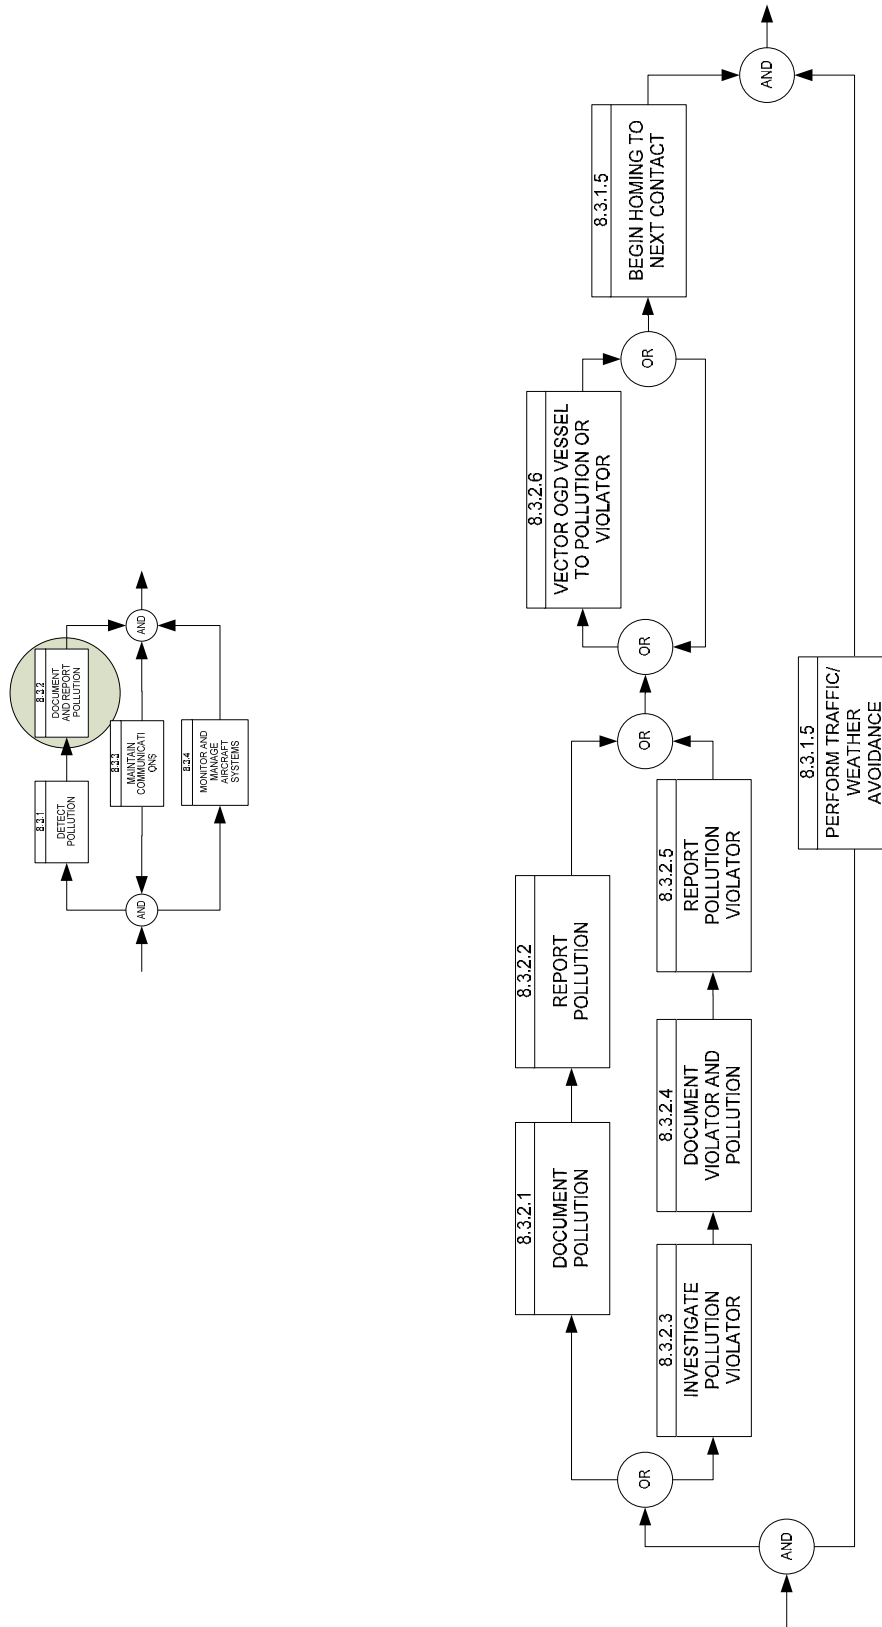 8.3.1
DETECT
POLLUTION
8.3.2
DOCUMENT
AND REPORT
POLLUTION
8.3.3
MAINTAIN
COMMUNICATI
ONS
8.3.4
MONITOR AND
MANAGE
AIRCRAFT
SYSTEMS
AND
AND
AND
OR
8.3.2.1
DOCUMENT
POLLUTION
8.3.2.2
REPORT
POLLUTION
8.3.2.3
INVESTIGATE
POLLUTION
VIOLATOR
8.3.2.4
DOCUMENT
VIOLATOR AND
POLLUTION
8.3.2.5
REPORT
POLLUTION
VIOLATOR
OR
OR
8.3.2.6
VECTOR OGD VESSEL
TO POLLUTION OR
VIOLATOR
OR
8.3.1.5
BEGIN HOMING TO
NEXT CONTACT
8.3.1.5
PERFORM TRAFFIC/
WEATHER
AVOIDANCE
AND